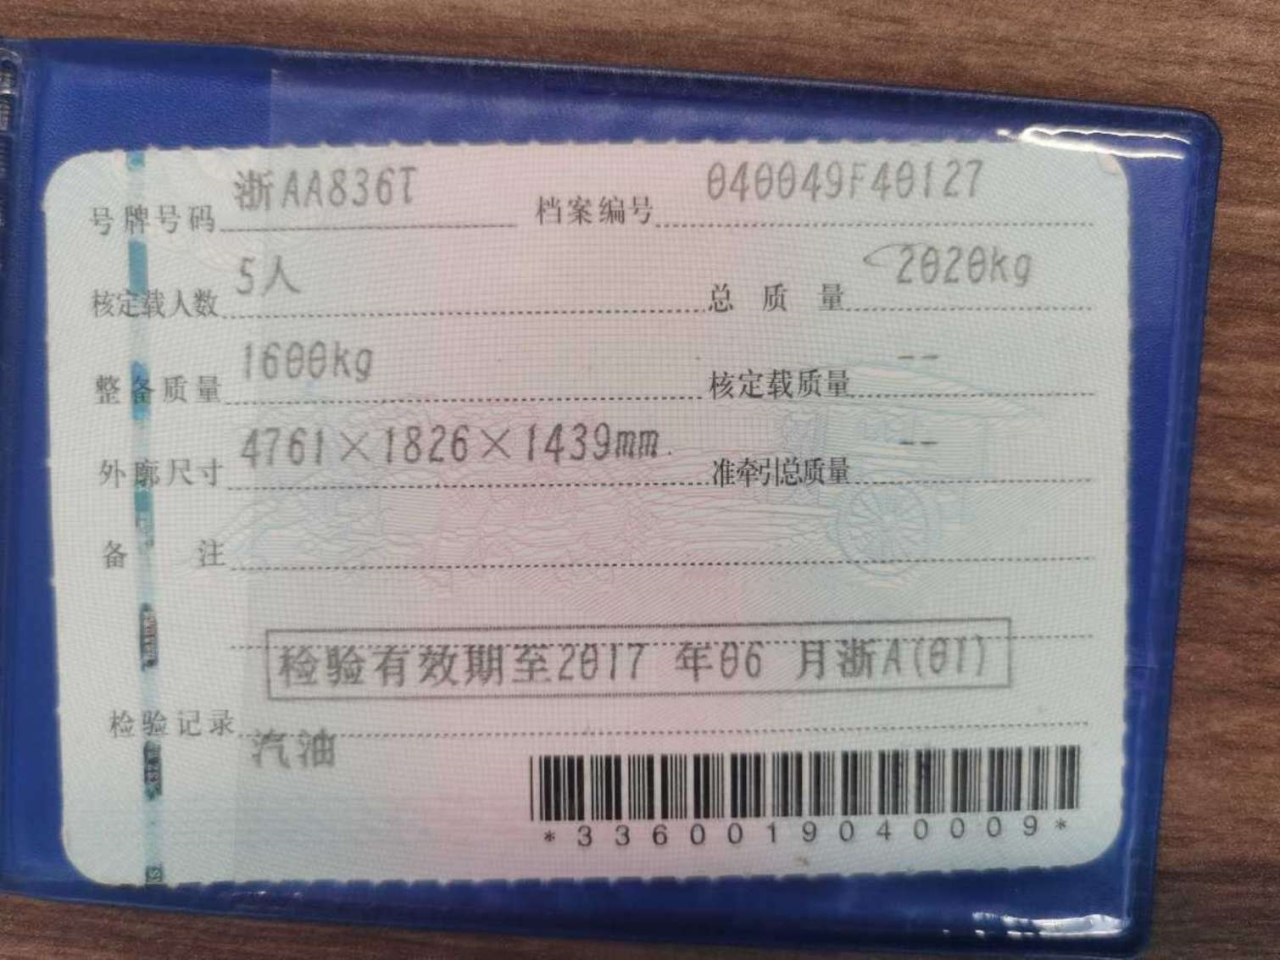 号牌号码 浙AA836T 档案编号 040049F40127
核定载人数 5人 总质量 2020kg
整备质量 1600kg 核定载质量 --
外廓尺寸 4761×1826×1439mm 准牵引总质量 --
备注
检验有效期至2017 年06 月浙A(01)
检验记录
汽油
*3360019040009*